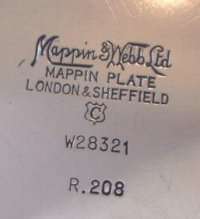 Mappin & Webb. Ltd
MAPPIN PLATE
LONDON & SHEFFIELD
C
W28321
R.208